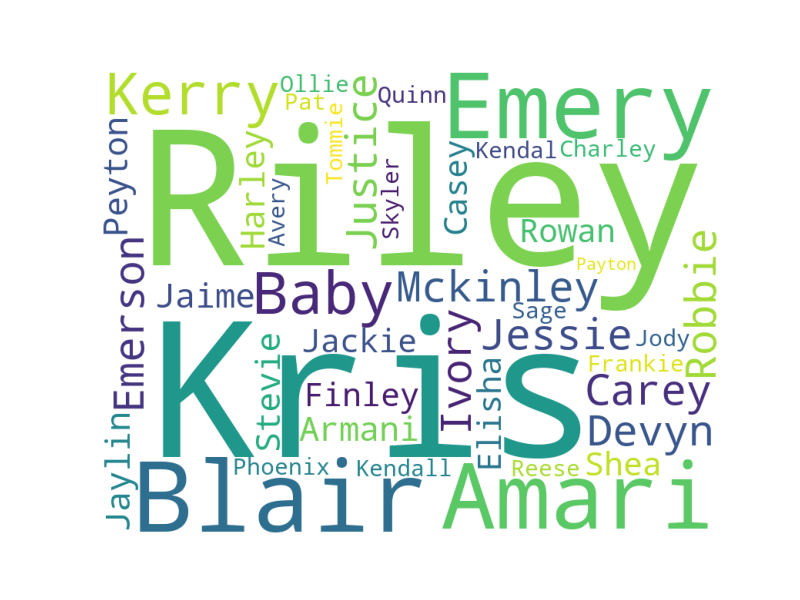 Kerry
Ollie
Pat
Quinn
Emery
Riley
Peyton
Harley
Avery
Tommie
Justice
Skyler
Casey
Kendal
Charley
Rowan
Payton
Robbie
Emerson
Jaime
Baby
Mckinley
Sage
Jackie
Ivory
Jessie
Jody
Kris
Stevie
Finley
Armani
Elisha
Frankie
Carey
Devyn
Jaylin
Blair
Phoenix
Kendall
Amari
Reese
Shea